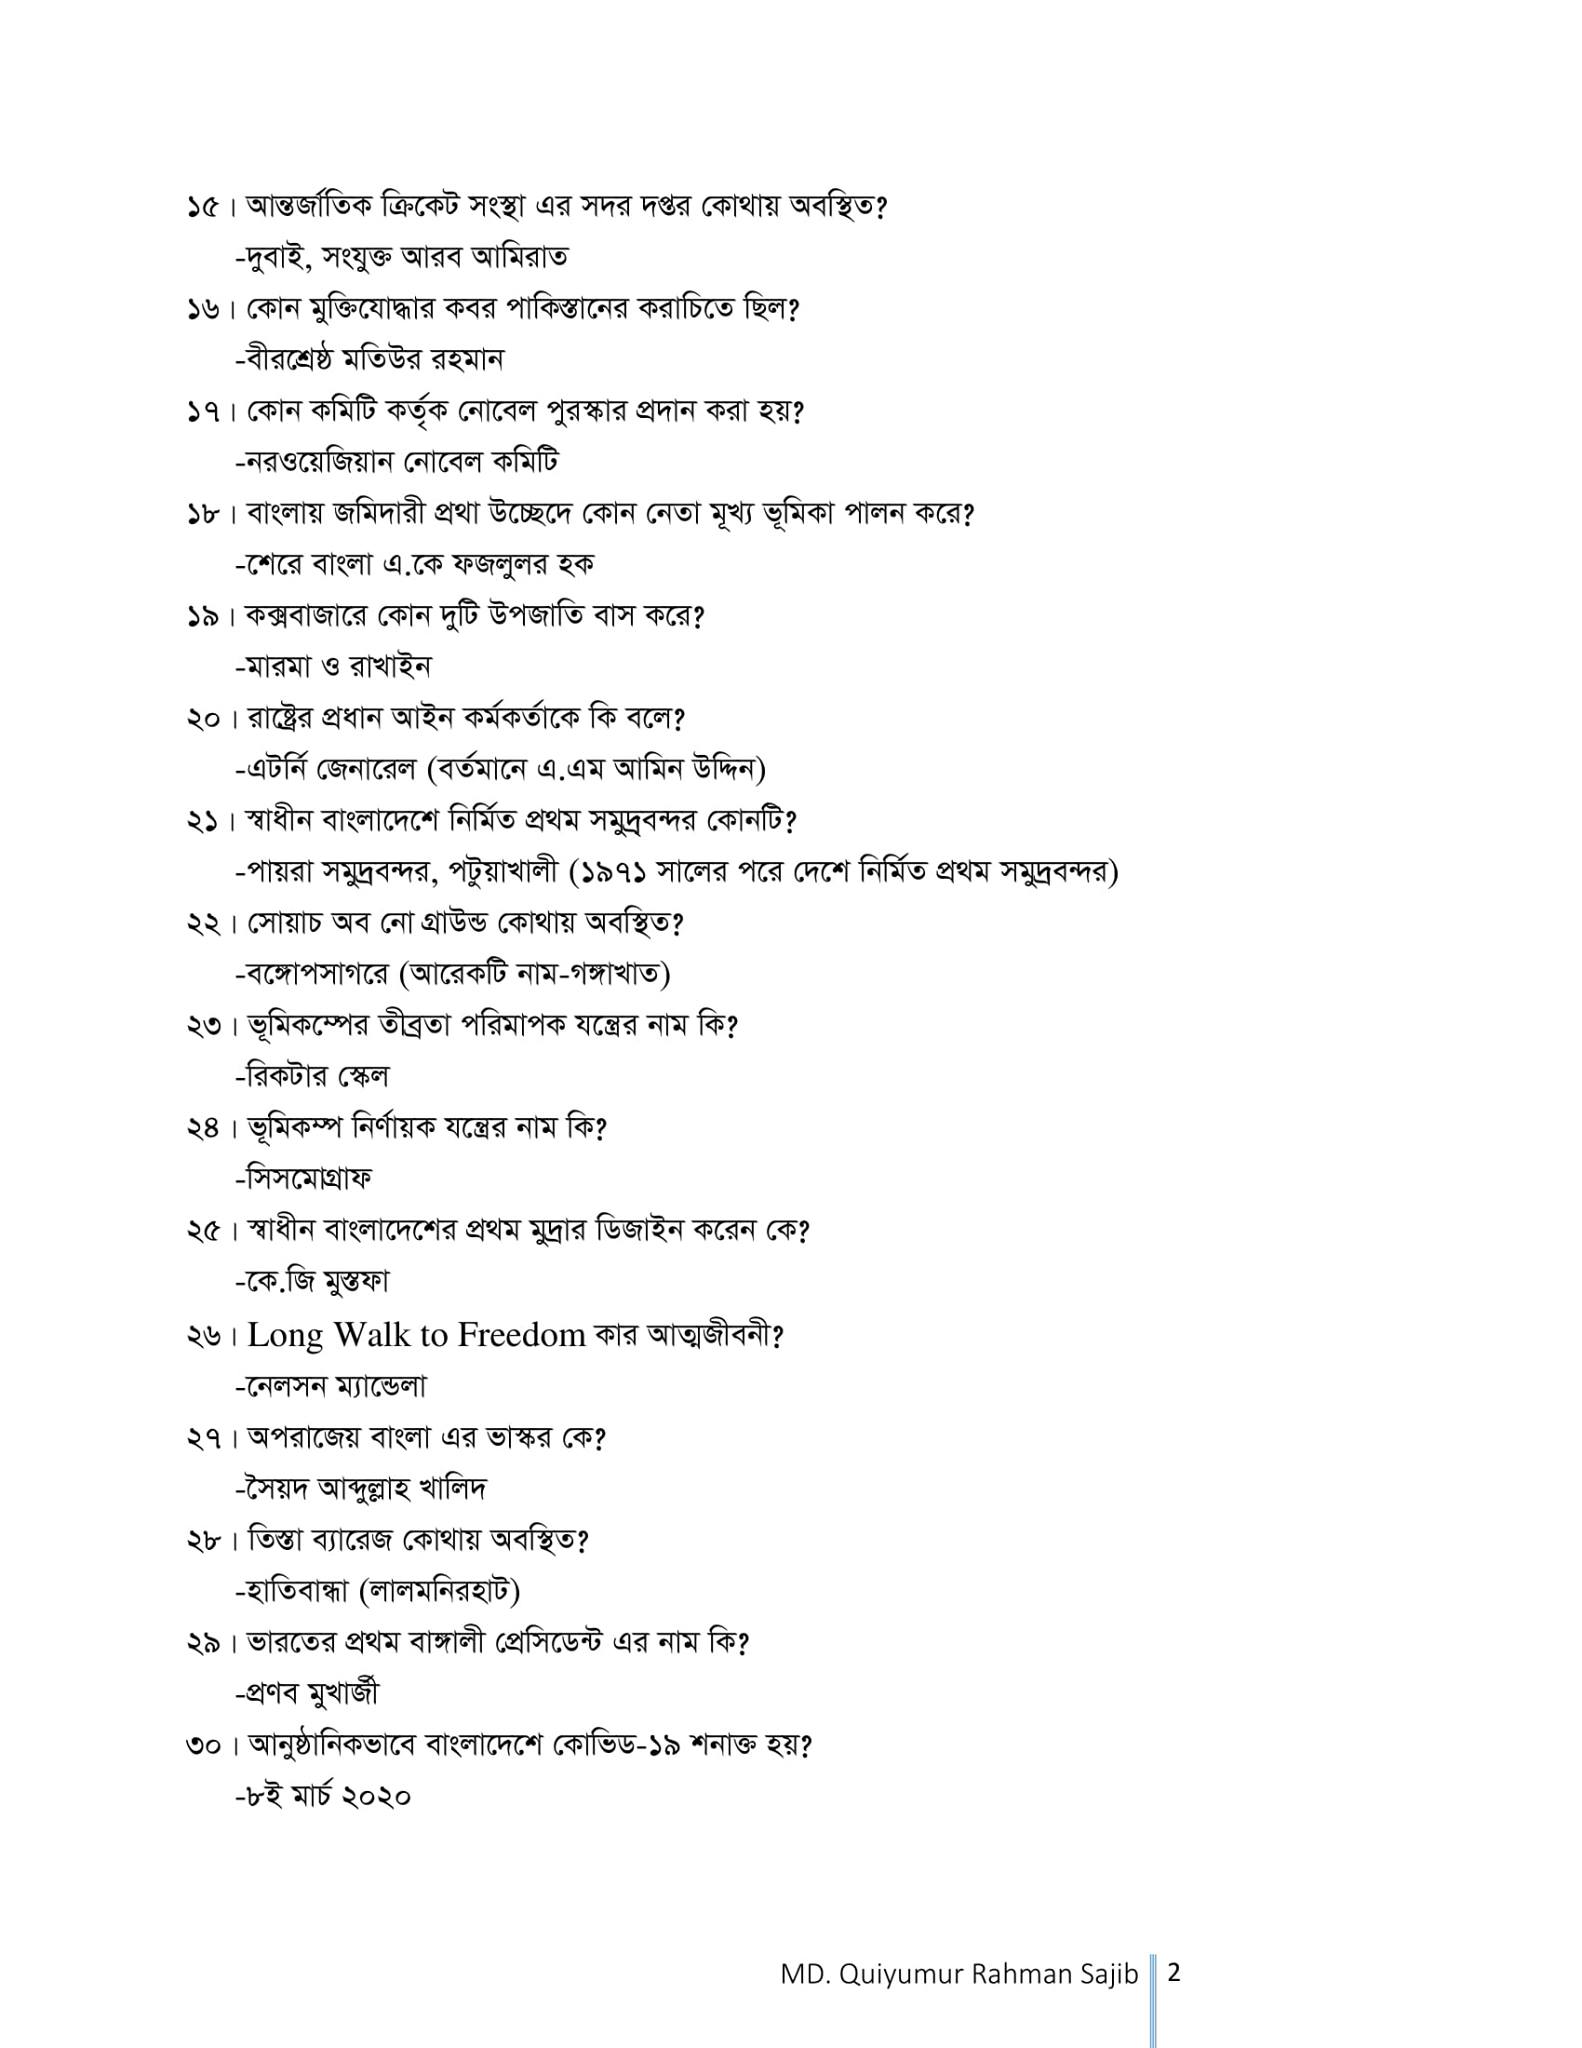 ১৫। আন্তর্জাতিক ক্রিকেট সংস্থা এর সদর দপ্তর কোথায় অবস্থিত?
-দুবাই, সংযুক্ত আরব আমিরাত
১৬। কোন মুক্তিযোদ্ধার কবর পাকিস্তানের করাচিতে ছিল?
-বীরশ্রেষ্ঠ মতিউর রহমান
১৭। কোন কমিটি কর্তৃক নোবেল পুরস্কার প্রদান করা হয়?
-নরওয়েজিয়ান নোবেল কমিটি
১৮। বাংলায় জমিদারী প্রথা উচ্ছেদে কোন নেতা মূখ্য ভূমিকা পালন করে?
-শেরে বাংলা এ.কে ফজলুলর হক
১৯। কক্সবাজারে কোন দুটি উপজাতি বাস করে?
-মারমা ও রাখাইন
২০। রাষ্ট্রের প্রধান আইন কর্মকর্তাকে কি বলে?
-এটর্নি জেনারেল (বর্তমানে এ.এম আমিন উদ্দিন)
২১। স্বাধীন বাংলাদেশে নির্মিত প্রথম সমুদ্রবন্দর কোনটি?
-পায়রা সমুদ্রবন্দর, পটুয়াখালী (১৯৭১ সালের পরে দেশে নির্মিত প্রথম সমুদ্রবন্দর)
২২। সোয়াচ অব নো গ্রাউন্ড কোথায় অবস্থিত?
-বঙ্গোপসাগরে (আরেকটি নাম-গঙ্গাখাত)
২৩। ভূমিকম্পের তীব্রতা পরিমাপক যন্ত্রের নাম কি?
-রিকটার স্কেল
২৪। ভূমিকম্প নির্ণায়ক যন্ত্রের নাম কি?
-সিসমোগ্রাফ
২৫। স্বাধীন বাংলাদেশের প্রথম মুদ্রার ডিজাইন করেন কে?
-কে.জি মুস্তফা
২৬। Long Walk to Freedom কার আত্মজীবনী?
-নেলসন ম্যান্ডেলা
২৭। অপরাজেয় বাংলা এর ভাস্কর কে?
-সৈয়দ আব্দুল্লাহ খালিদ
২৮। তিস্তা ব্যারেজ কোথায় অবস্থিত?
-হাতিবান্ধা (লালমনিরহাট)
২৯। ভারতের প্রথম বাঙ্গালী প্রেসিডেন্ট এর নাম কি?
-প্রণব মুখার্জী
৩০। আনুষ্ঠানিকভাবে বাংলাদেশে কোভিড-১৯ শনাক্ত হয়?
-৮ই মার্চ ২০২০
MD. Quiyumur Rahman Sajib 2